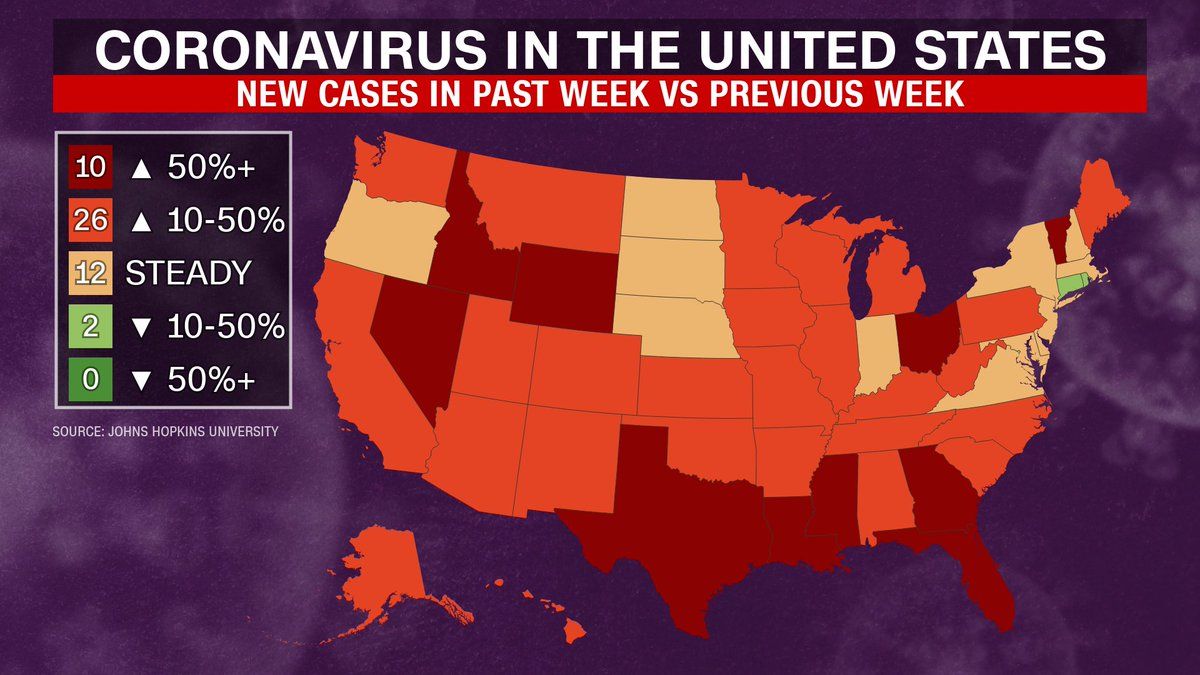 CORONAVIRUS IN THE UNITED STATES
NEW CASES IN PAST WEEK VS PREVIOUS WEEK
10 ▲ 50%+
26 ▲ 10-50%
12 STEADY
2 ▼ 10-50%
0 ▼ 50%+
SOURCE: JOHNS HOPKINS UNIVERSITY